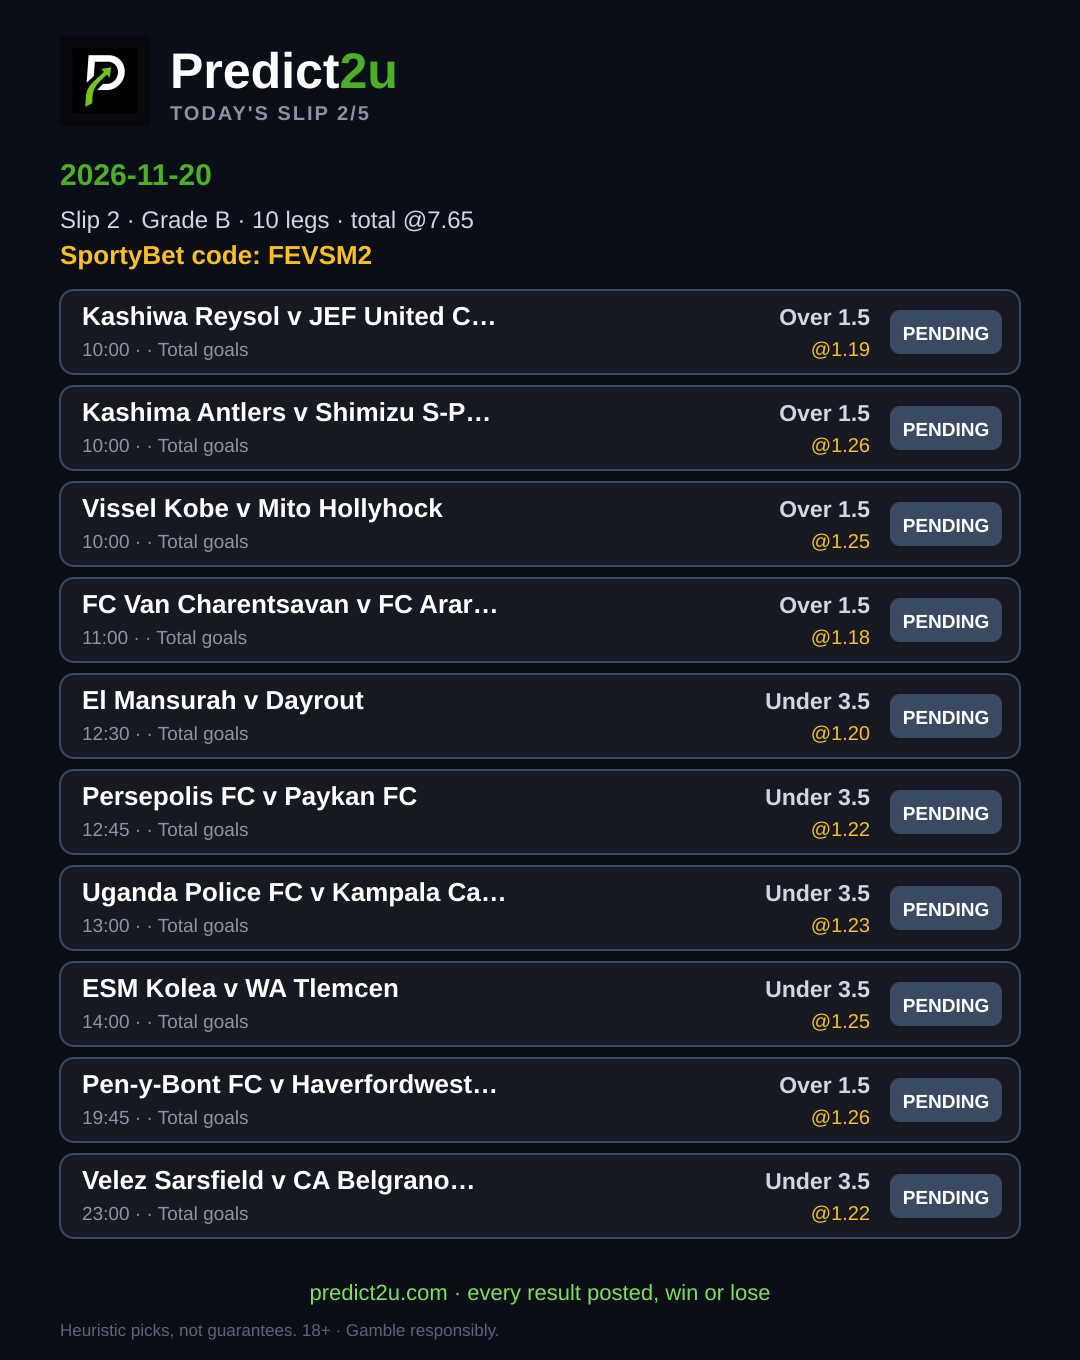 Predict2u
TODAY'S SLIP 2/5
2026-11-20
Slip 2 · Grade B · 10 legs · total @7.65
SportyBet code: FEVSM2
Kashiwa Reysol v JEF United C… Over 1.5 PENDING
10:00 · · Total goals @1.19
Kashima Antlers v Shimizu S-P… Over 1.5 PENDING
10:00 · · Total goals @1.26
Vissel Kobe v Mito Hollyhock Over 1.5 PENDING
10:00 · · Total goals @1.25
FC Van Charentsavan v FC Arar… Over 1.5 PENDING
11:00 · · Total goals @1.18
El Mansurah v Dayrout Under 3.5 PENDING
12:30 · · Total goals @1.20
Persepolis FC v Paykan FC Under 3.5 PENDING
12:45 · · Total goals @1.22
Uganda Police FC v Kampala Ca… Under 3.5 PENDING
13:00 · · Total goals @1.23
ESM Kolea v WA Tlemcen Under 3.5 PENDING
14:00 · · Total goals @1.25
Pen-y-Bont FC v Haverfordwest… Over 1.5 PENDING
19:45 · · Total goals @1.26
Velez Sarsfield v CA Belgrano… Under 3.5 PENDING
23:00 · · Total goals @1.22
predict2u.com · every result posted, win or lose
Heuristic picks, not guarantees. 18+ · Gamble responsibly.